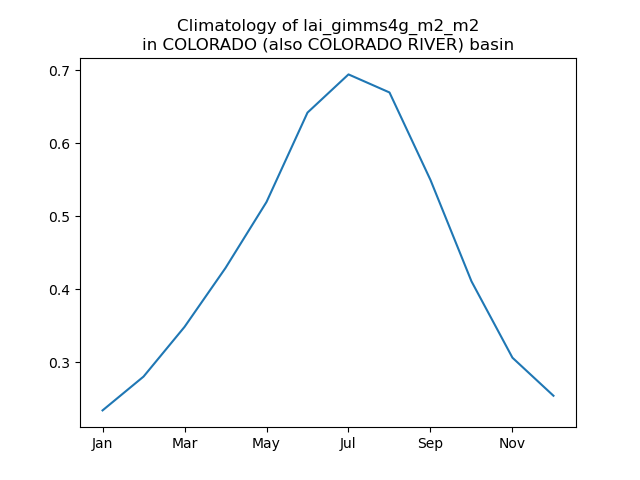 Climatology of lai_gimms4g_m2_m2
in COLORADO (also COLORADO RIVER) basin
0.7
0.6
0.5
0.4
0.3
Jan Mar May Jul Sep Nov